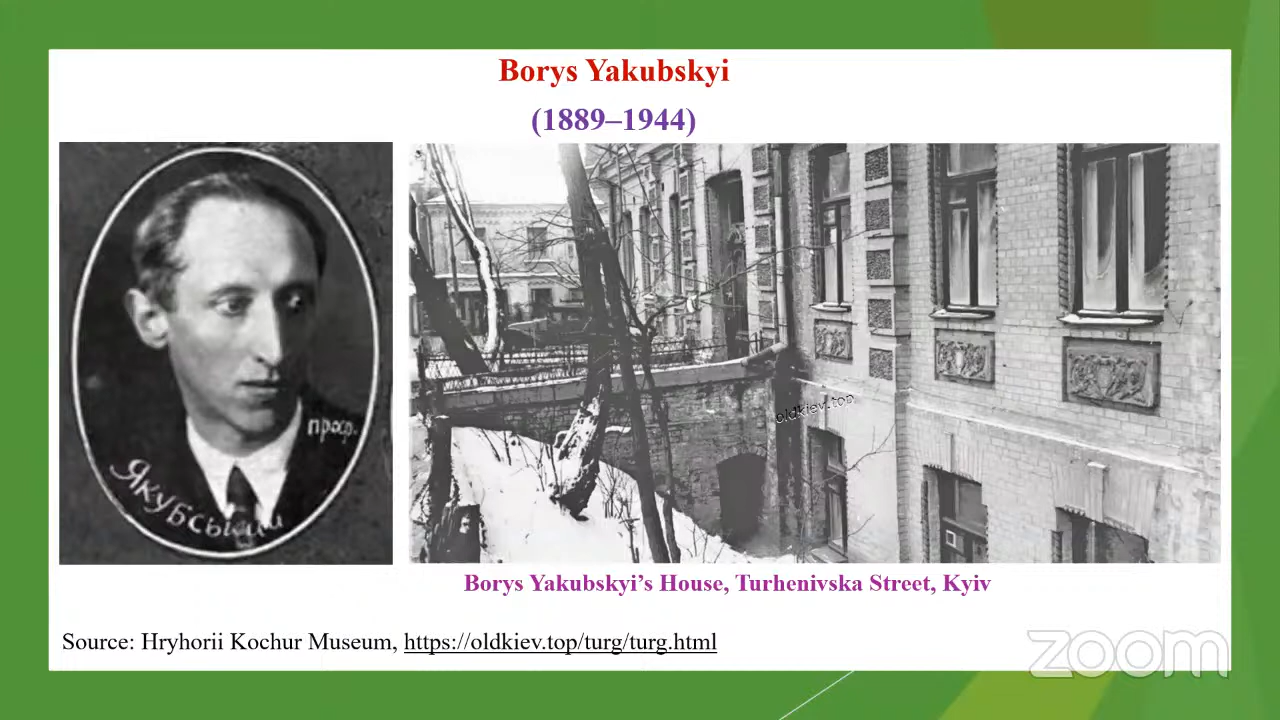 Borys Yakubskyi
(1889–1944)
проф.
Якубський
oldkiev.top
Borys Yakubskyi’s House, Turhenivska Street, Kyiv
Source: Hryhorii Kochur Museum, https://oldkiev.top/turg/turg.html
zoom